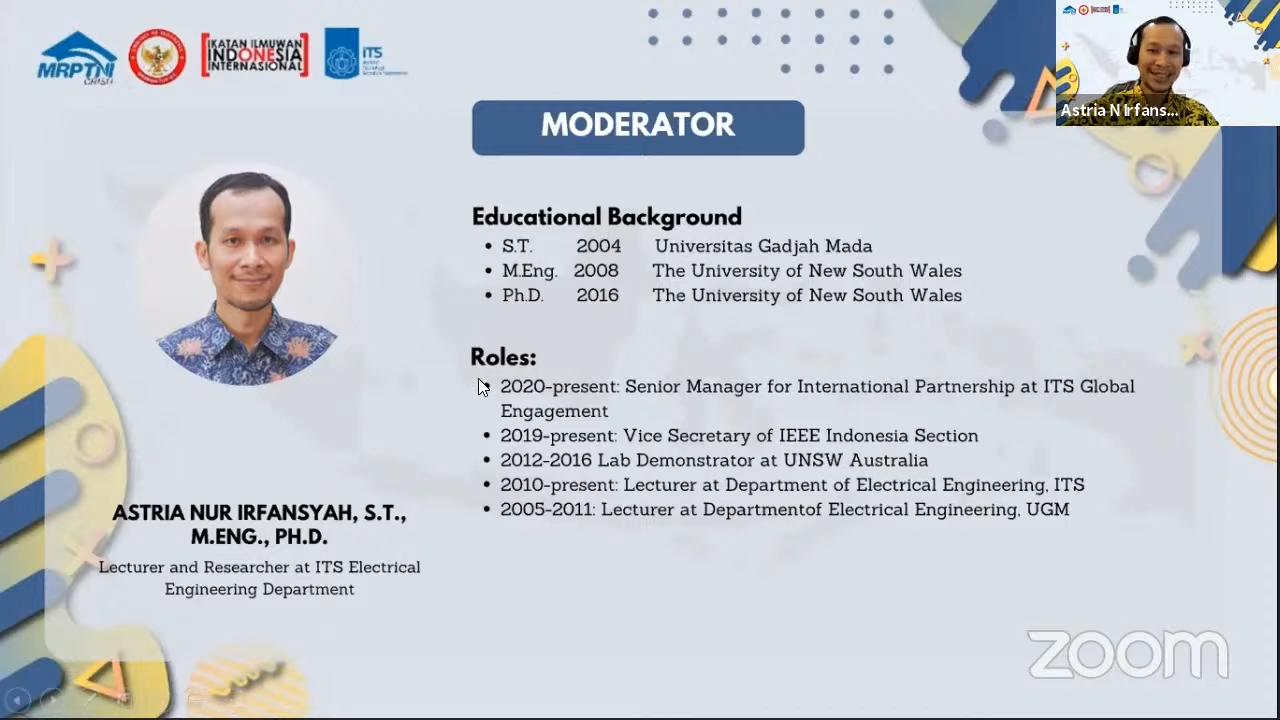 MRPTNI
IKATAN ILMUWAN
INDONESIA
INTERNASIONAL
ITS
Astria N Irfans...
MODERATOR
Educational Background
• S.T. 2004 Universitas Gadjah Mada
• M.Eng. 2008 The University of New South Wales
• Ph.D. 2016 The University of New South Wales
Roles:
2020-present: Senior Manager for International Partnership at ITS Global
Engagement
• 2019-present: Vice Secretary of IEEE Indonesia Section
• 2012-2016 Lab Demonstrator at UNSW Australia
• 2010-present: Lecturer at Department of Electrical Engineering, ITS
• 2005-2011: Lecturer at Departmentof Electrical Engineering, UGM
ASTRIA NUR IRFANSYAH, S.T.,
M.ENG., PH.D.
Lecturer and Researcher at ITS Electrical
Engineering Department
zoom